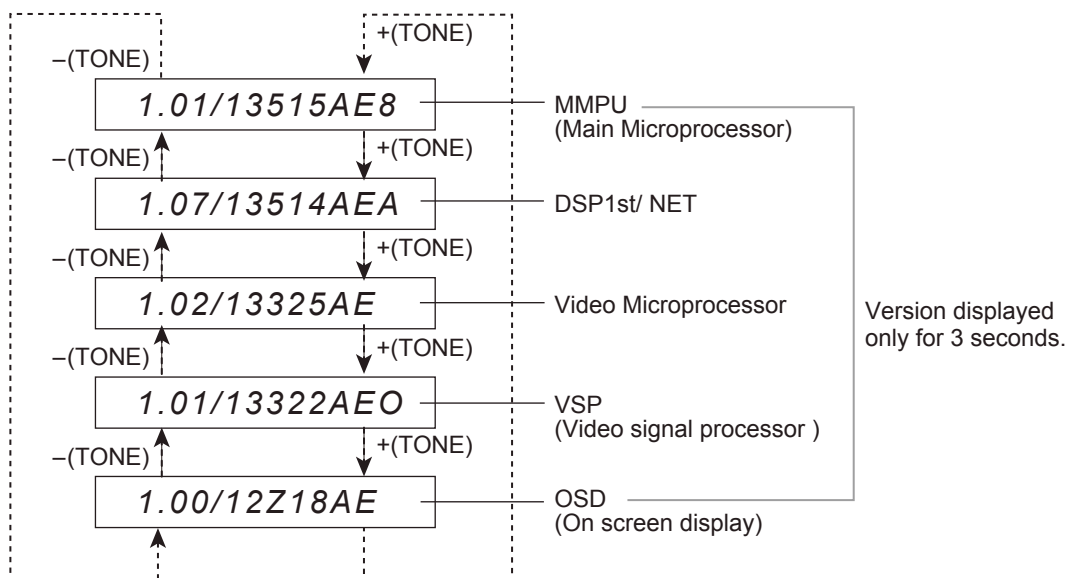 +(TONE)
–(TONE)
1.01/13515AE8
MMPU
(Main Microprocessor)
–(TONE)
+(TONE)
1.07/13514AEA
DSP1st/ NET
–(TONE)
+(TONE)
1.02/13325AE
Video Microprocessor
Version displayed
only for 3 seconds.
–(TONE)
+(TONE)
1.01/13322AEO
VSP
(Video signal processor )
–(TONE)
+(TONE)
1.00/12Z18AE
OSD
(On screen display)